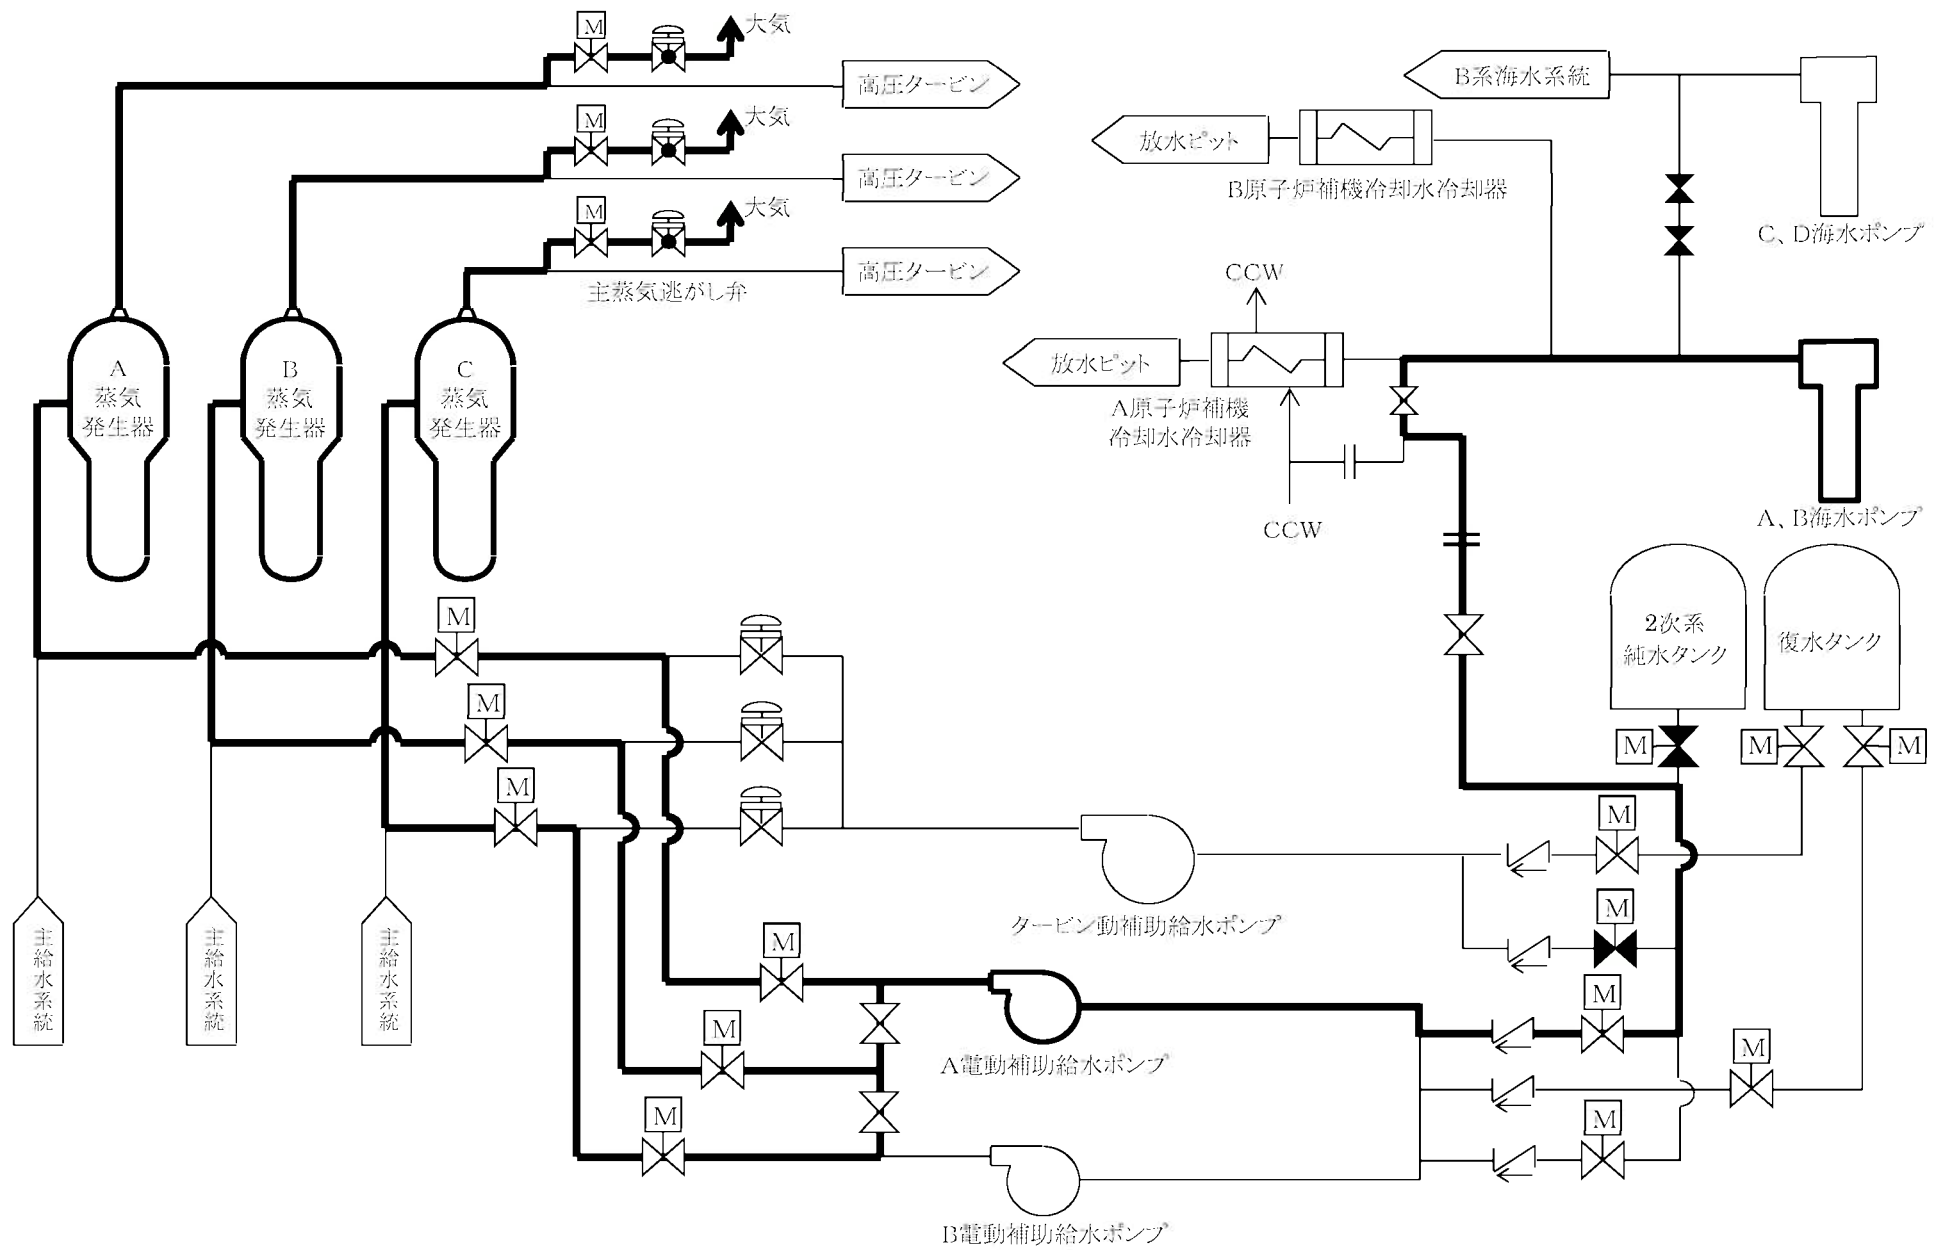 M
大気
高圧タービン
M
大気
高圧タービン
M
大気
高圧タービン
主蒸気逃がし弁
B系海水系統
放水ピット
B原子炉補機冷却水冷却器
C、D海水ポンプ
CCW
放水ピット
A原子炉補機
冷却水冷却器
CCW
A、B海水ポンプ
A
蒸気
発生器
B
蒸気
発生器
C
蒸気
発生器
2次系
純水タンク
復水タンク
M
M
M
M
M
M
M
M
タービン動補助給水ポンプ
M
M
M
A電動補助給水ポンプ
M
M
M
M
B電動補助給水ポンプ
主給水系統
主給水系統
主給水系統